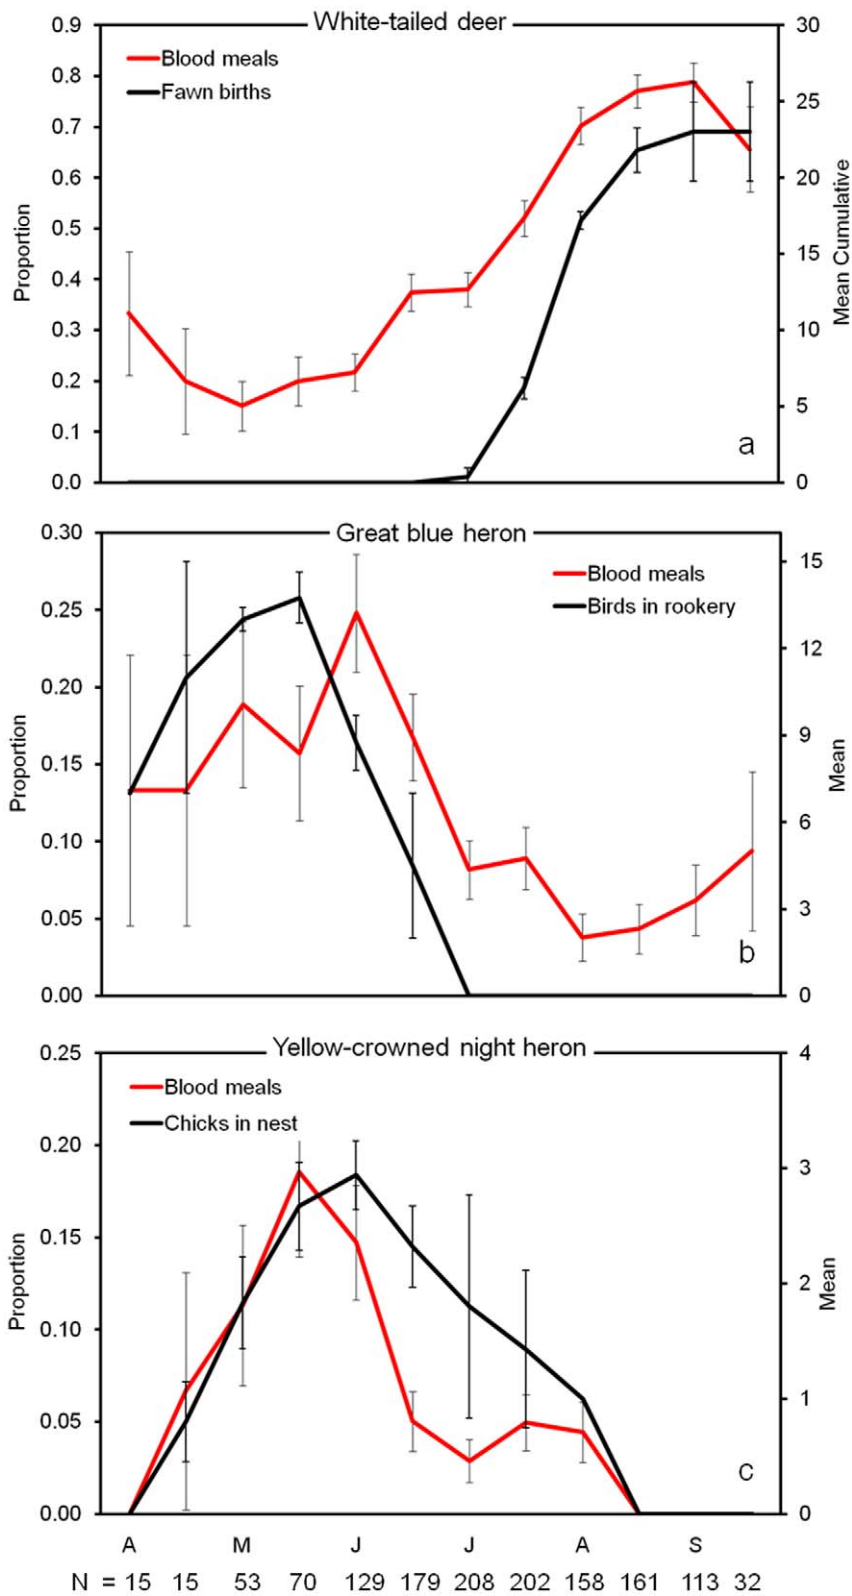 White-tailed deer
0.9
0.8
0.7
0.6
0.5
0.4
0.3
0.2
0.1
0.0
Proportion
Blood meals
Fawn births
30
25
20
15
10
5
0
Mean Cumulative
a
Great blue heron
0.30
0.25
0.20
0.15
0.10
0.05
0.00
Proportion
Blood meals
Birds in rookery
15
12
9
6
3
0
Mean
b
Yellow-crowned night heron
0.25
0.20
0.15
0.10
0.05
0.00
Proportion
Blood meals
Chicks in nest
4
3
2
1
0
Mean
c
A M J J A S
N = 15 15 53 70 129 179 208 202 158 161 113 32